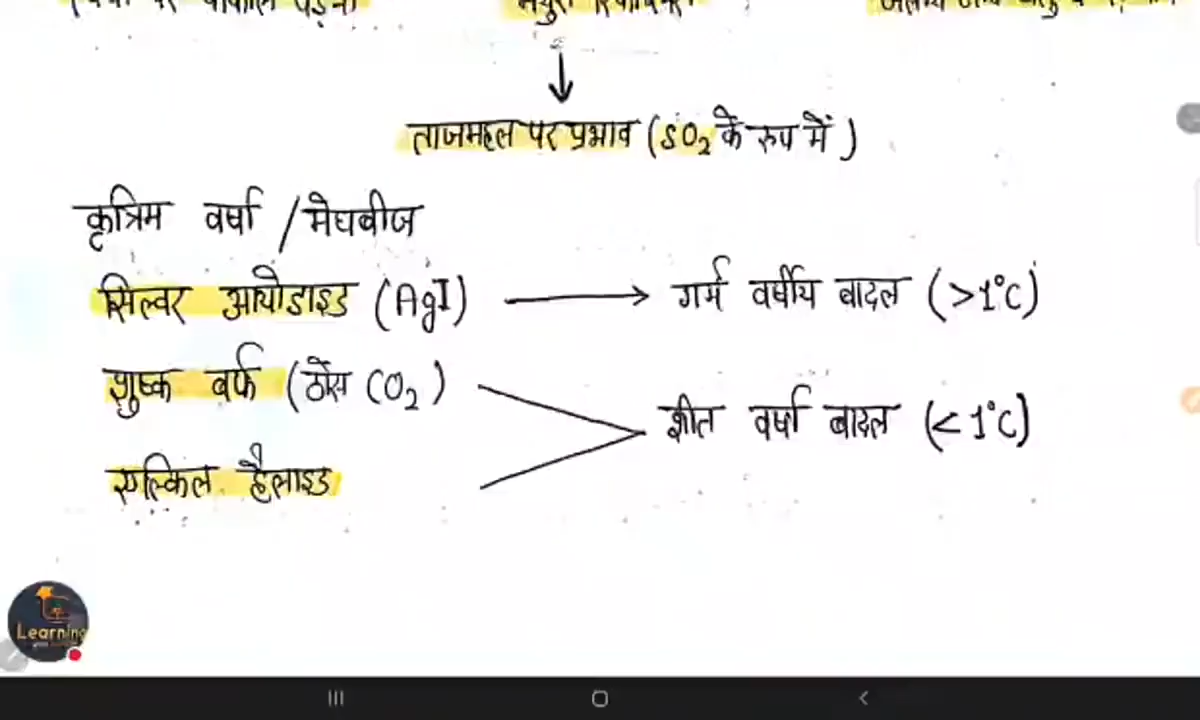 ताजमहल पर प्रभाव (SO₂ के रुप में)
कृत्रिम वर्षा / मेघबीज
सिल्वर आयोडाइड (AgI) → गर्म वर्षीय बादल (>1°C)
शुष्क बर्फ (ठोस CO₂)
शीत वर्षा बादल (<1°C)
एल्किल हैलाइड
Learning